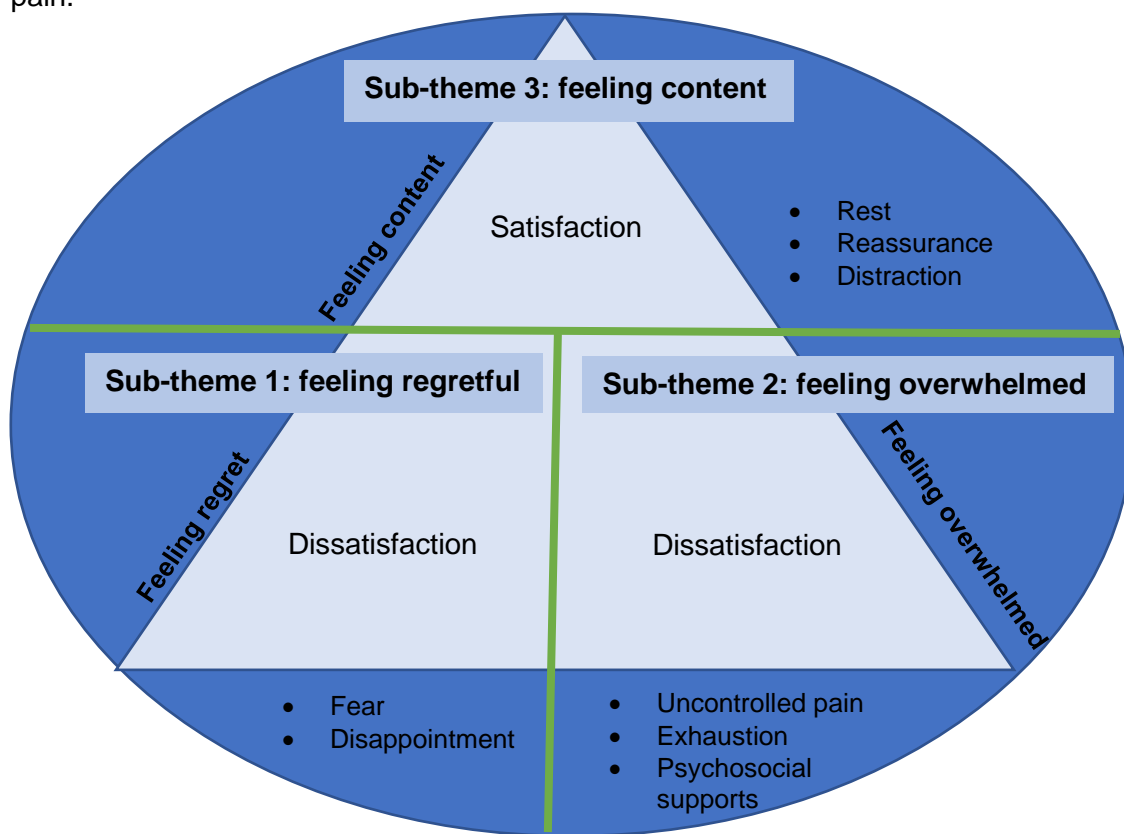 pain.
Sub-theme 3: feeling content
Feeling content
Satisfaction
• Rest
• Reassurance
• Distraction
Sub-theme 1: feeling regretful
Sub-theme 2: feeling overwhelmed
Feeling regret
Feeling overwhelmed
Dissatisfaction
Dissatisfaction
• Fear
• Disappointment
• Uncontrolled pain
• Exhaustion
• Psychosocial
supports